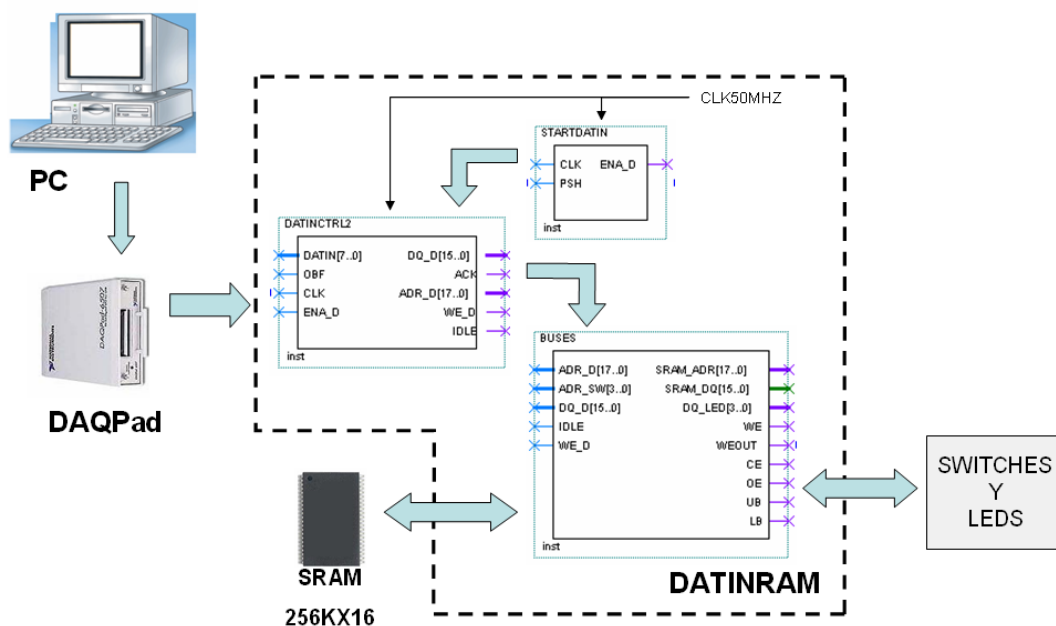 CLK50MHZ
STARTDATIN
CLK ENA_D
PSH
inst
PC
DATINCTRL2
DATIN[7..0] DQ_D[15..0]
OBF ACK
CLK ADR_D[17..0]
ENA_D WE_D
IDLE
inst
DAQPad-6507
DAQPad
BUSES
ADR_D[17..0] SRAM_ADR[17..0]
ADR_SW[3..0] SRAM_DQ[15..0]
DQ_D[15..0] DQ_LED[3..0]
IDLE WE
WE_D WEOUT
CE
OE
UB
LB
inst
SWITCHES
Y
LEDS
SRAM
256KX16
DATINRAM